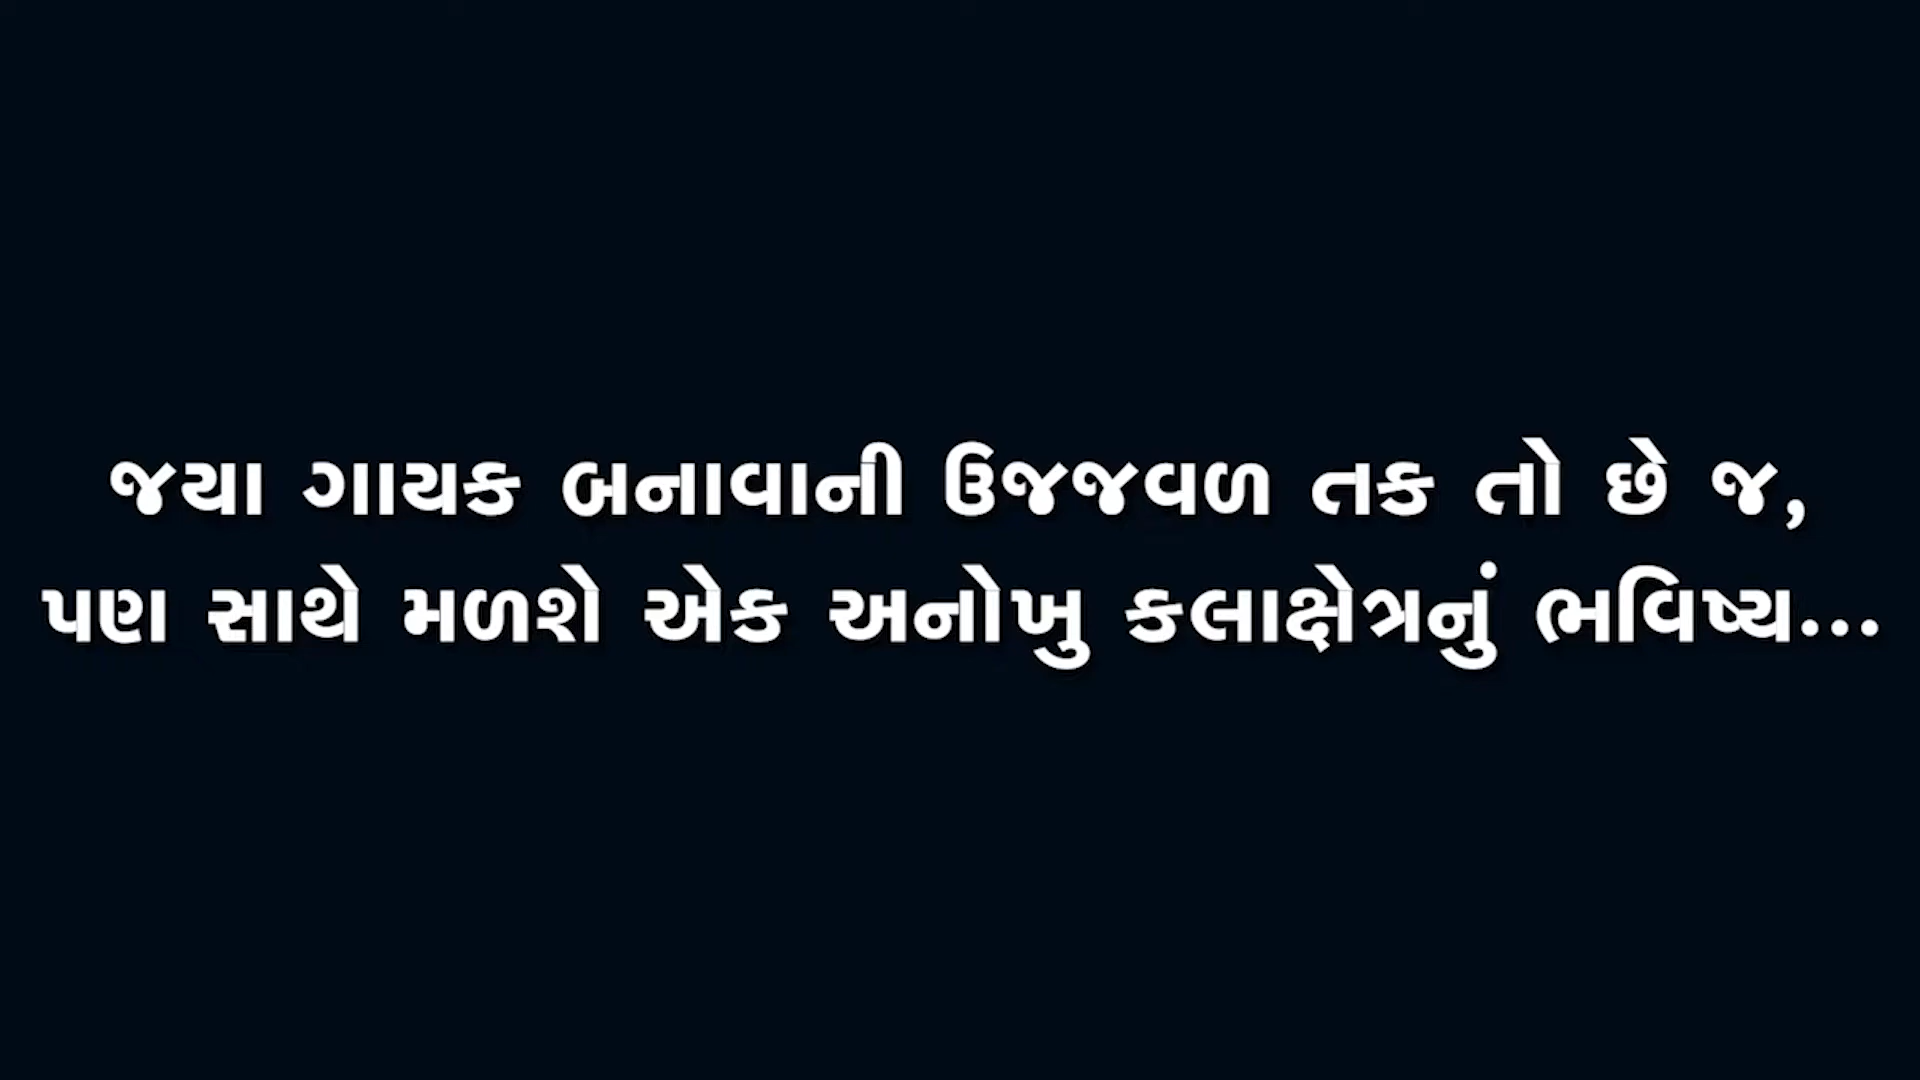 જયા ગાયક બનાવાની ઉજજવળ તક તો છે જ,
પણ સાથે મળશે એક અનોખુ કલાક્ષેત્રનું ભવિષ્ય...